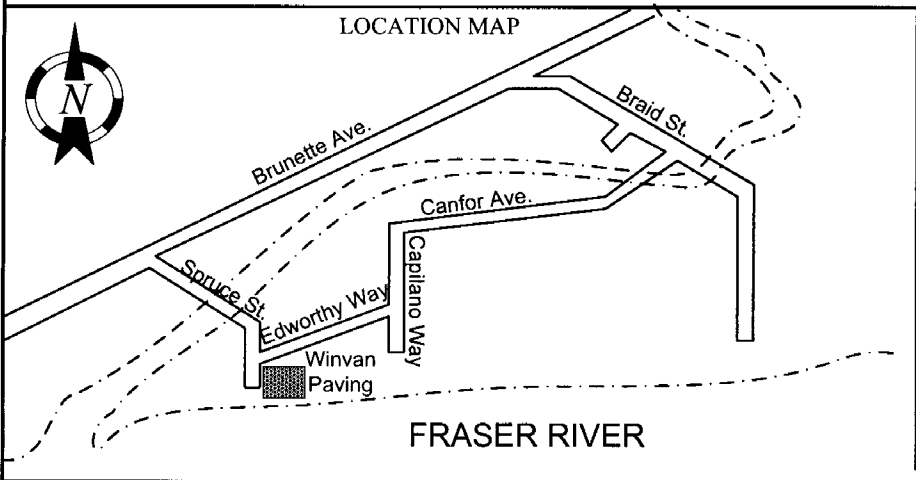 LOCATION MAP
N
Braid St.
Brunette Ave.
Canfor Ave.
Capilano Way
Spruce St.
Edworthy Way
Winvan
Paving
FRASER RIVER